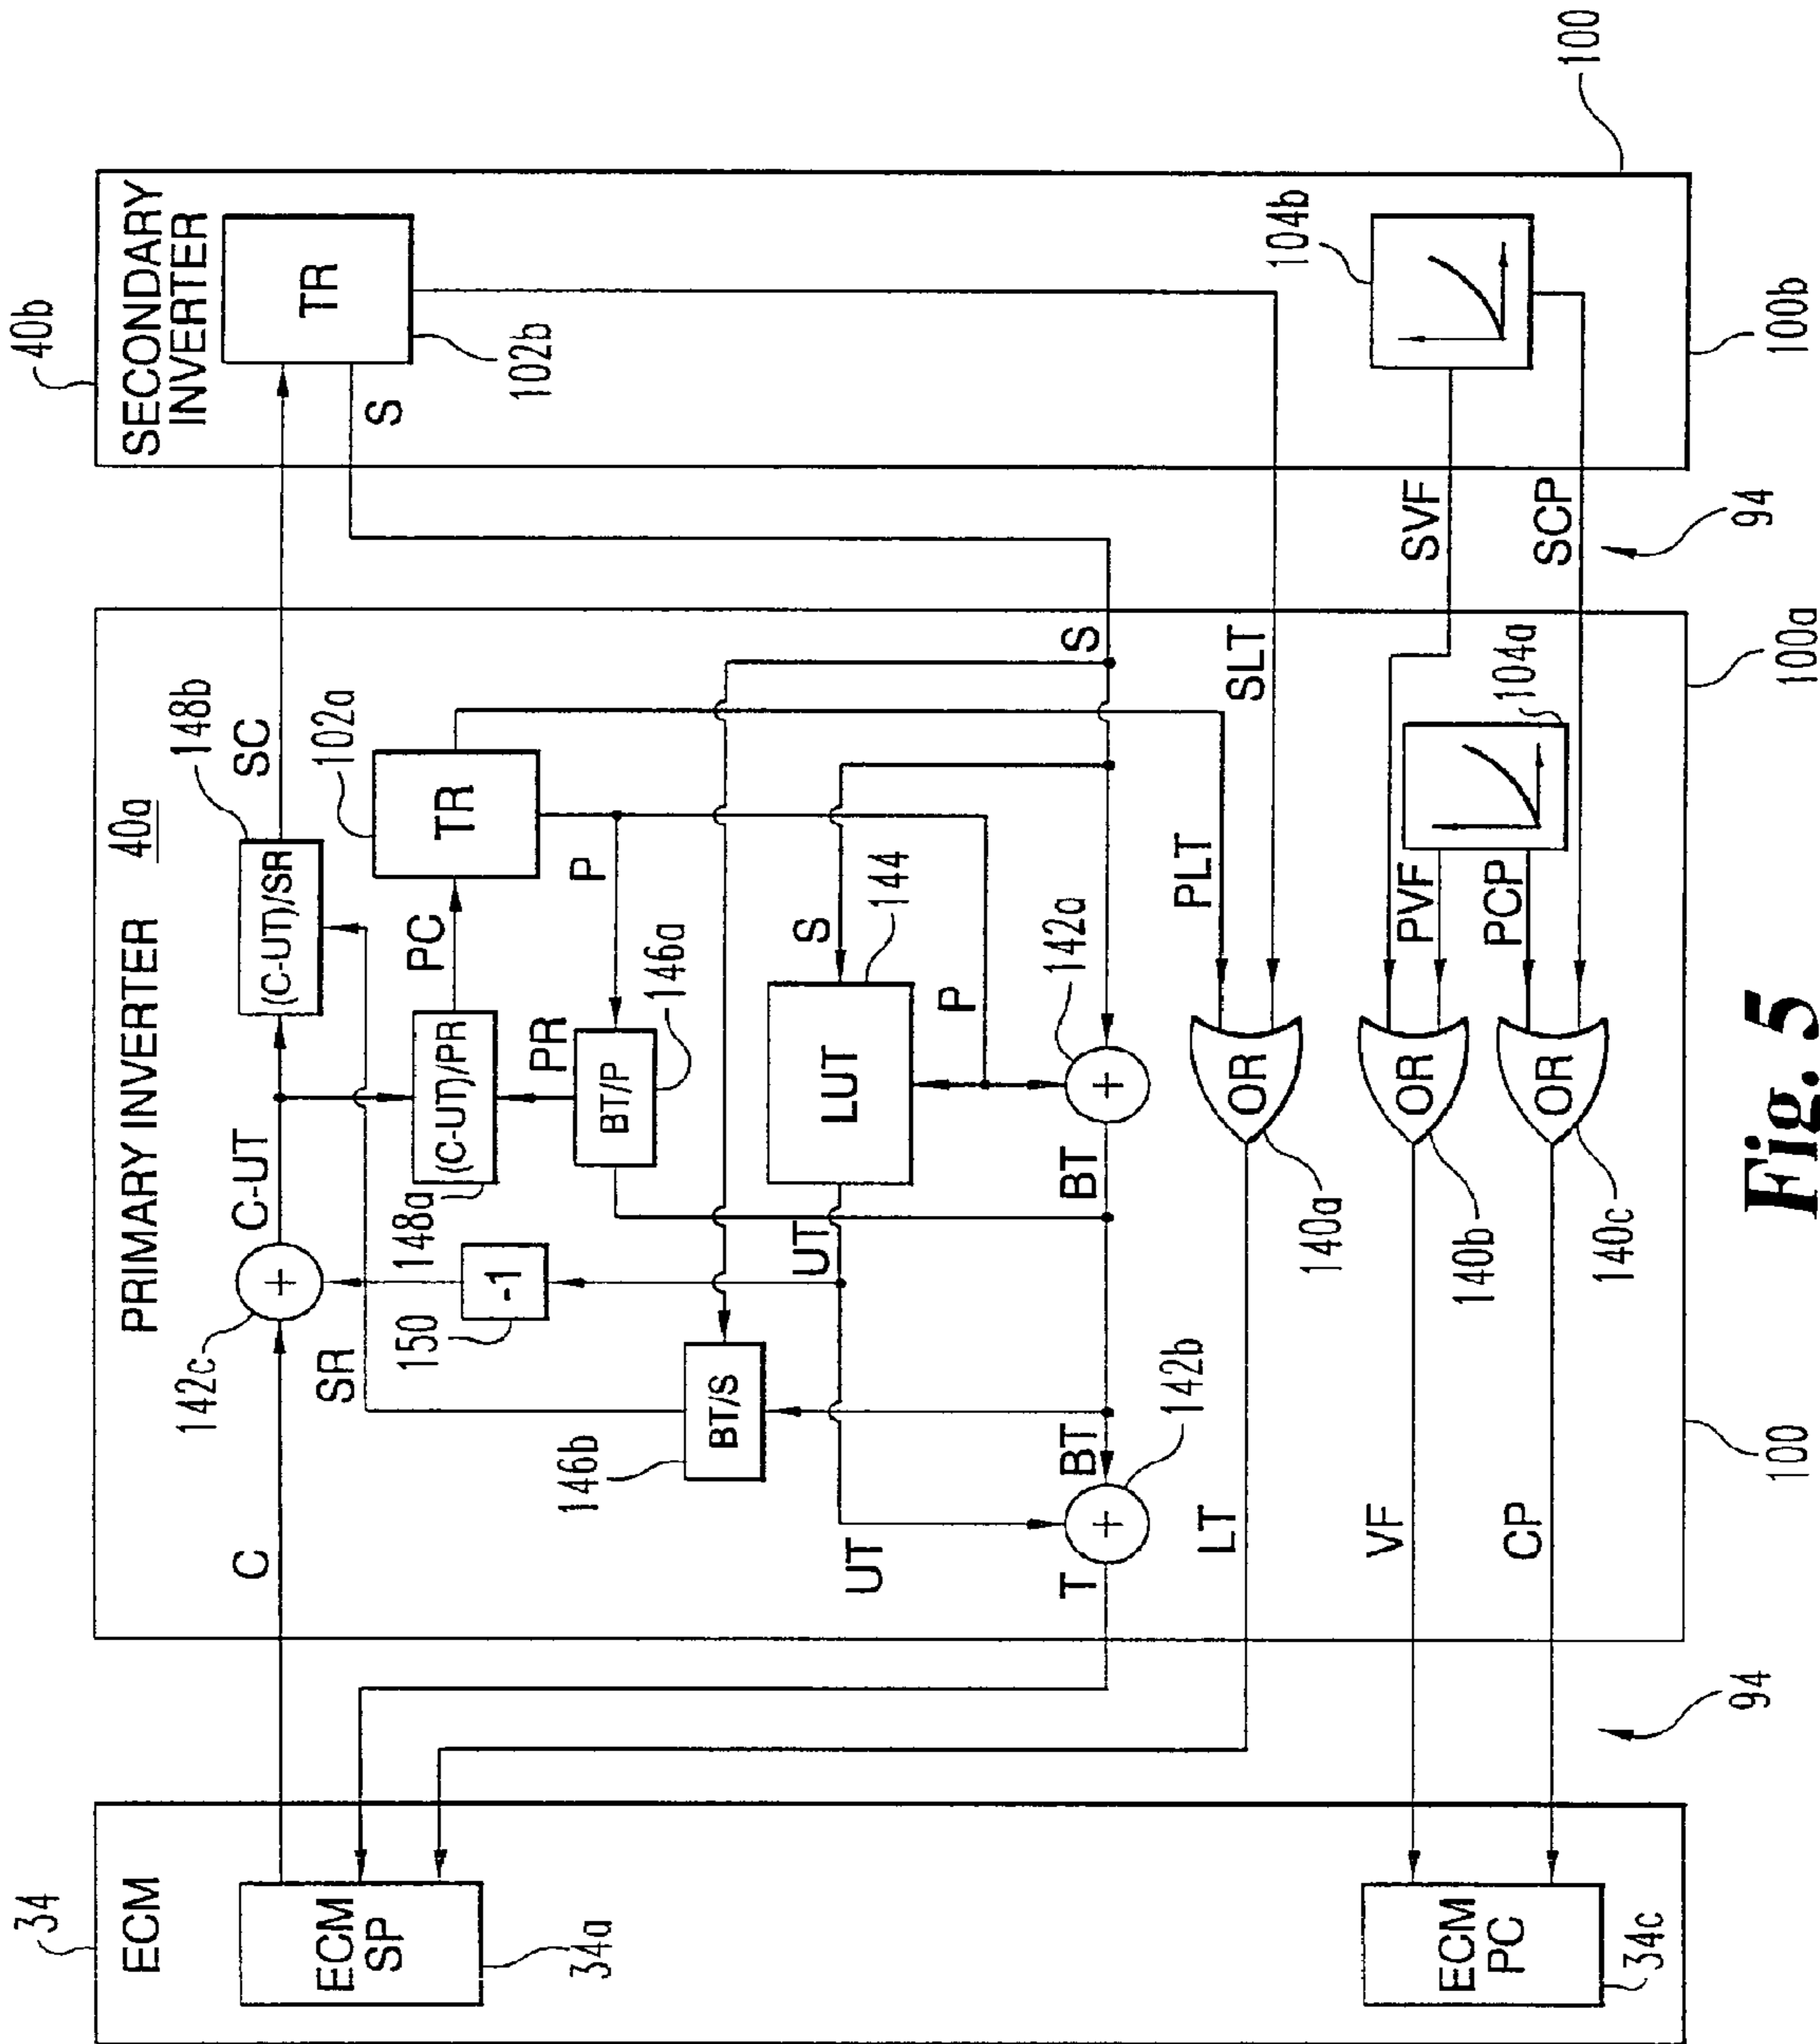 34
ECM
ECM
SP
34a
ECM
PC
34c
94
C
T
LT
VF
CP
PRIMARY INVERTER 40a
142c
C-UT
148b
SC
(C-UT)/SR
SR
150
-1
148a
(C-UT)/PR
PC
102a
TR
PR
P
146a
BT/P
146b
BT/S
UT
LUT
144
S
P
S
UT
BT
142b
+
BT
142a
+
+
PLT
SLT
OR
140a
OR
140b
OR
140c
PVF
PCP
104a
100
100a
SECONDARY
INVERTER
40b
TR
102b
S
104b
SVF
SCP
94
100b
100
Fig. 5